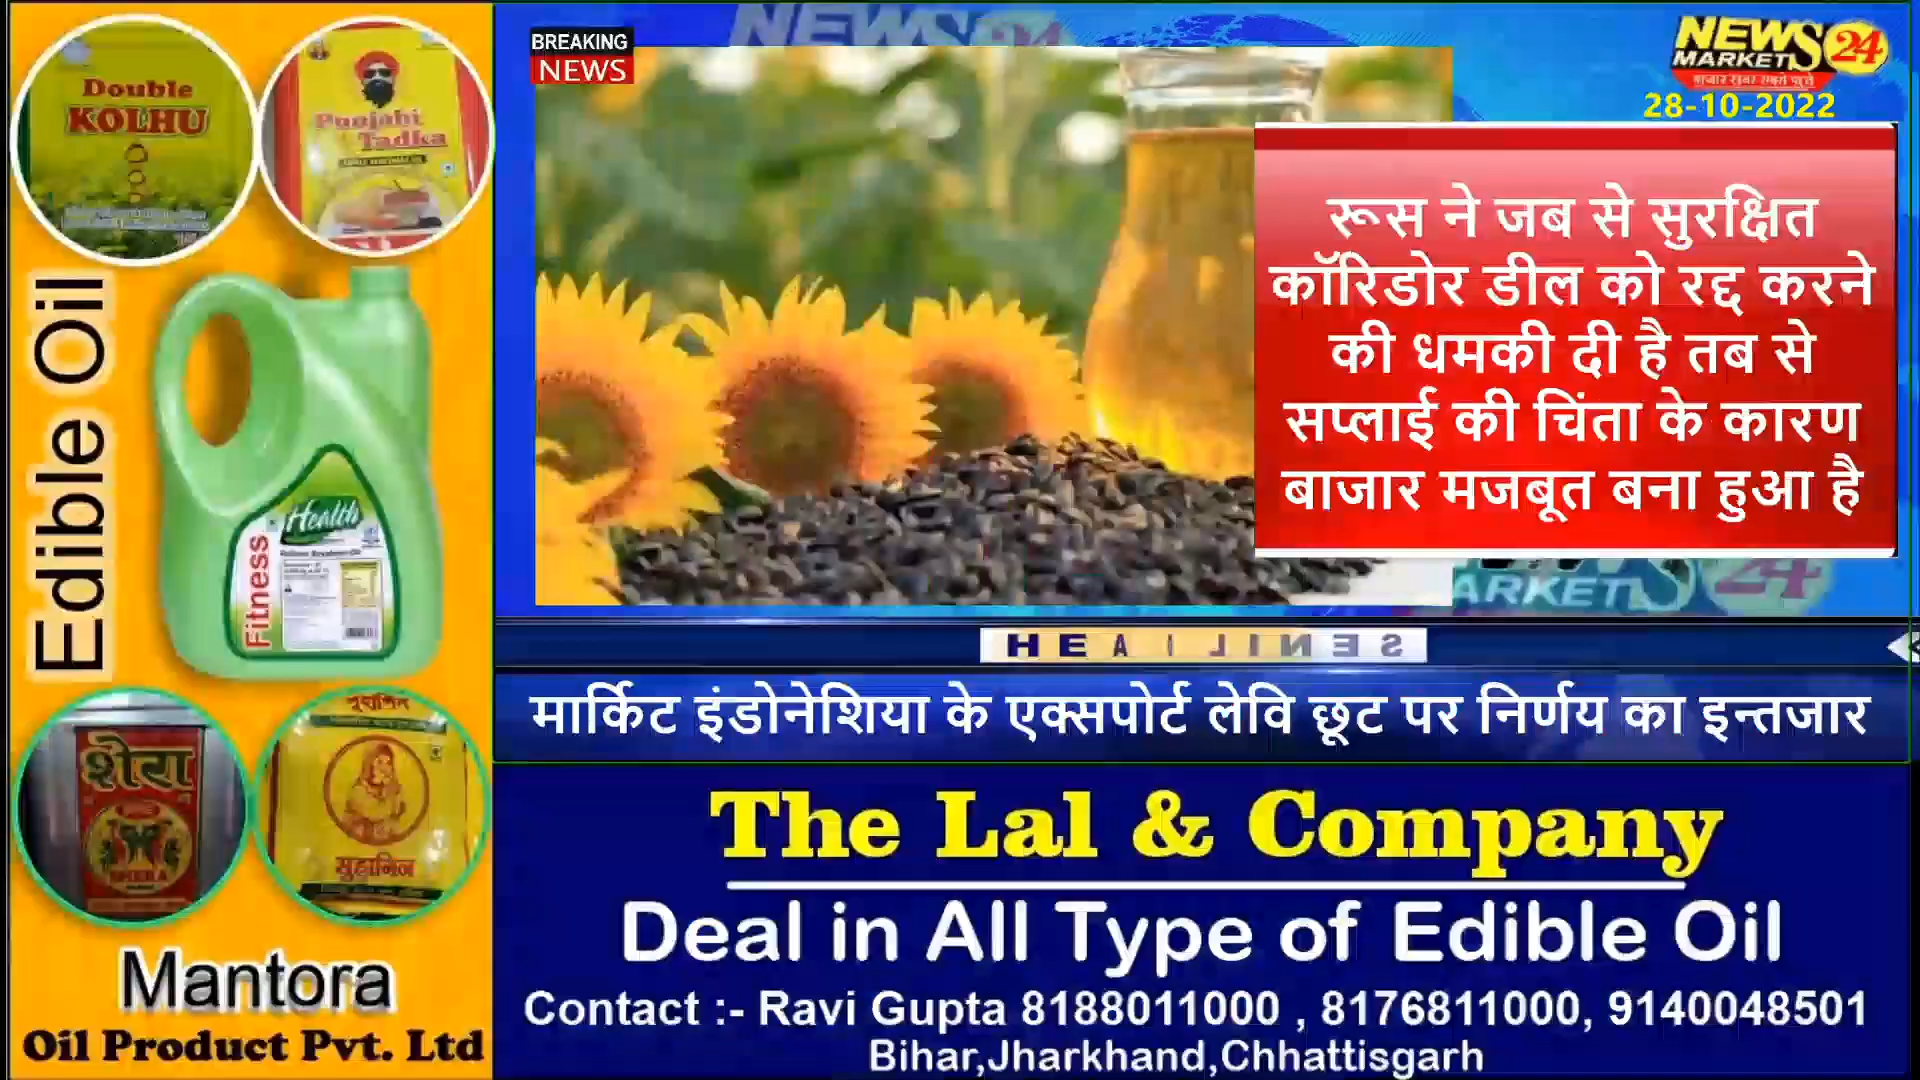 BREAKING
NEWS
NEWS 24
MARKET
28-10-2022
रूस ने जब से सुरक्षित
कॉरिडोर डील को रद्द करने
की धमकी दी है तब से
सप्लाई की चिंता के कारण
बाजार मजबूत बना हुआ है
HEADLINES
मार्किट इंडोनेशिया के एक्सपोर्ट लेवि छूट पर निर्णय का इन्तजार
Double
KOLHU
Punjabi
Tadka
Edible Oil
Health
Fitness
शेरा
SHERA
सुहागिन
सुहागिन
Mantora
Oil Product Pvt. Ltd
The Lal & Company
Deal in All Type of Edible Oil
Contact :- Ravi Gupta 8188011000 , 8176811000, 9140048501
Bihar,Jharkhand,Chhattisgarh